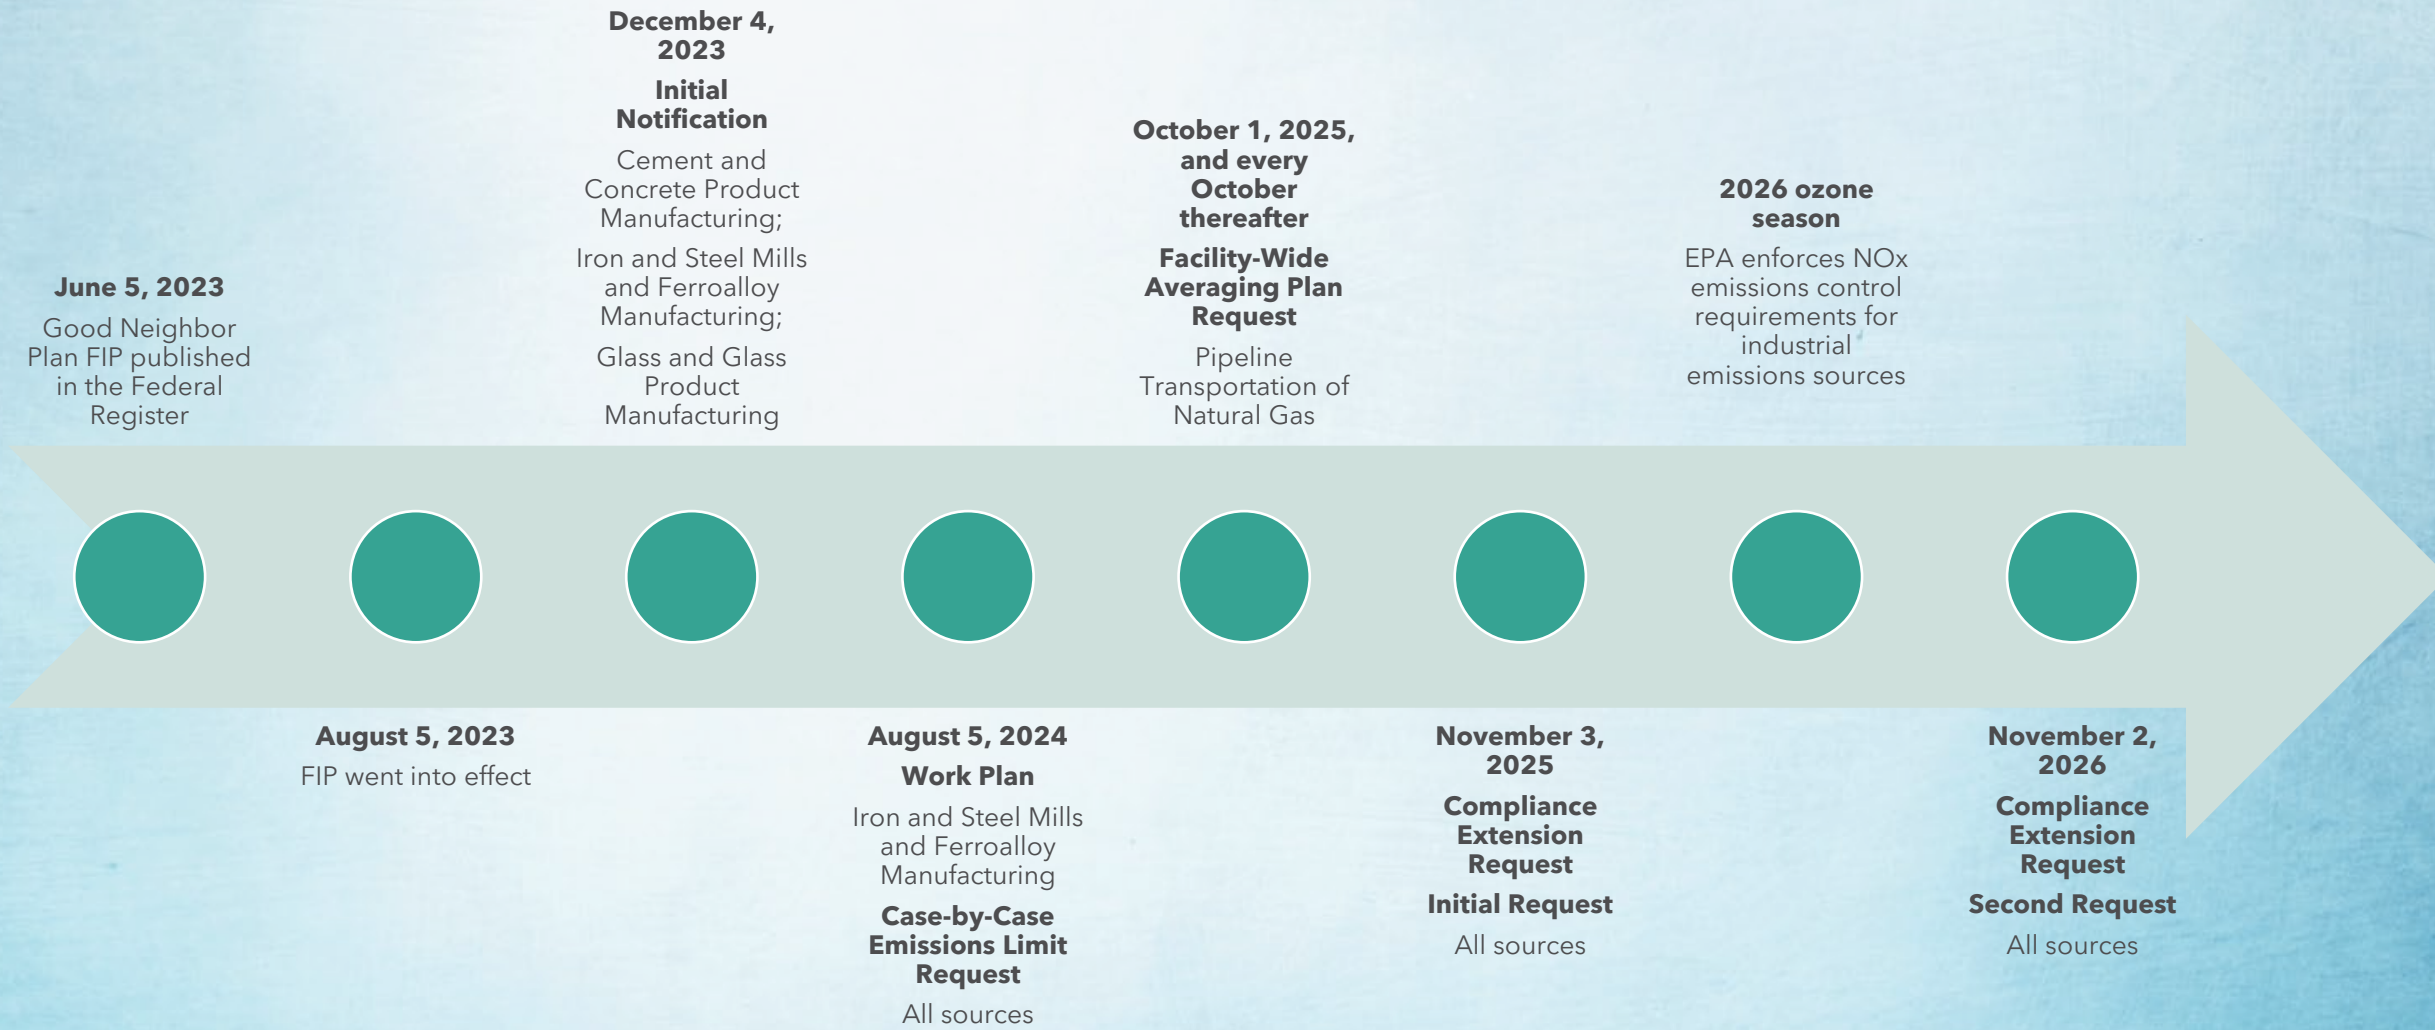 June 5, 2023
Good Neighbor
Plan FIP published
in the Federal
Register
August 5, 2023
FIP went into effect
December 4,
2023
Initial
Notification
Cement and
Concrete Product
Manufacturing;
Iron and Steel Mills
and Ferroalloy
Manufacturing;
Glass and Glass
Product
Manufacturing
August 5, 2024
Work Plan
Iron and Steel Mills
and Ferroalloy
Manufacturing
Case-by-Case
Emissions Limit
Request
All sources
October 1, 2025,
and every
October
thereafter
Facility-Wide
Averaging Plan
Request
Pipeline
Transportation of
Natural Gas
November 3,
2025
Compliance
Extension
Request
Initial Request
All sources
2026 ozone
season
EPA enforces NOx
emissions control
requirements for
industrial
emissions sources
November 2,
2026
Compliance
Extension
Request
Second Request
All sources